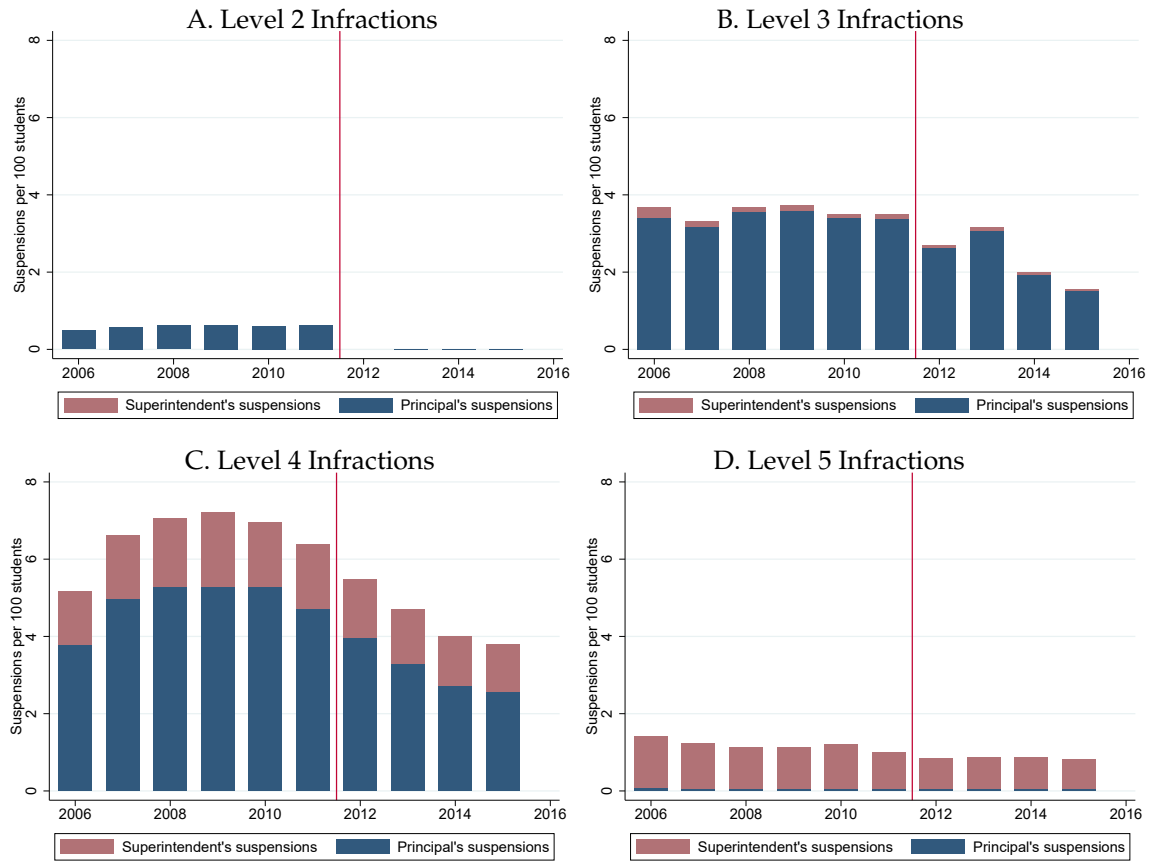 A. Level 2 Infractions
Suspensions per 100 students
8
6
4
2
0
2006 2008 2010 2012 2014 2016
Superintendent's suspensions Principal's suspensions
B. Level 3 Infractions
Suspensions per 100 students
8
6
4
2
0
2006 2008 2010 2012 2014 2016
Superintendent's suspensions Principal's suspensions
C. Level 4 Infractions
Suspensions per 100 students
8
6
4
2
0
2006 2008 2010 2012 2014 2016
Superintendent's suspensions Principal's suspensions
D. Level 5 Infractions
Suspensions per 100 students
8
6
4
2
0
2006 2008 2010 2012 2014 2016
Superintendent's suspensions Principal's suspensions